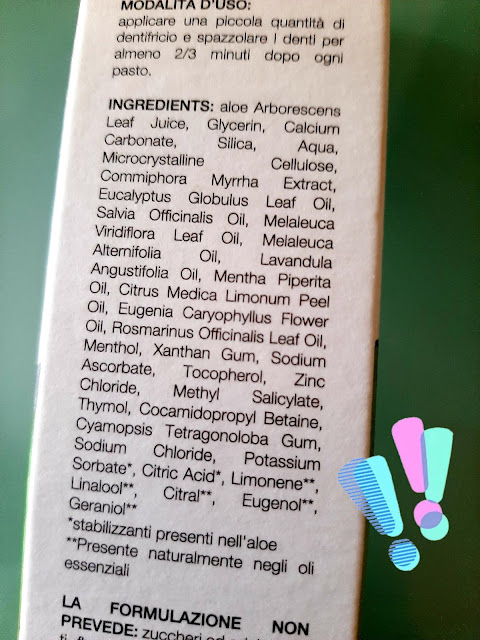 MODALITÀ D'USO:
applicare una piccola quantità di
dentifricio e spazzolare i denti per
almeno 2/3 minuti dopo ogni
pasto.
INGREDIENTS: aloe Arborescens
Leaf Juice, Glycerin, Calcium
Carbonate, Silica, Aqua,
Microcrystalline Cellulose,
Commiphora Myrrha Extract,
Eucalyptus Globulus Leaf Oil,
Salvia Officinalis Oil, Melaleuca
Viridiflora Leaf Oil, Melaleuca
Alternifolia Oil, Lavandula
Angustifolia Oil, Mentha Piperita
Oil, Citrus Medica Limonum Peel
Oil, Eugenia Caryophyllus Flower
Oil, Rosmarinus Officinalis Leaf Oil,
Menthol, Xanthan Gum, Sodium
Ascorbate, Tocopherol, Zinc
Chloride, Methyl Salicylate,
Thymol, Cocamidopropyl Betaine,
Cyamopsis Tetragonoloba Gum,
Sodium Chloride, Potassium
Sorbate*, Citric Acid*, Limonene**,
Linalool**, Citral**, Eugenol**,
Geraniol**
*stabilizzanti presenti nell'aloe
**Presente naturalmente negli oli
essenziali
LA FORMULAZIONE NON
PREVEDE: zuccheri ed